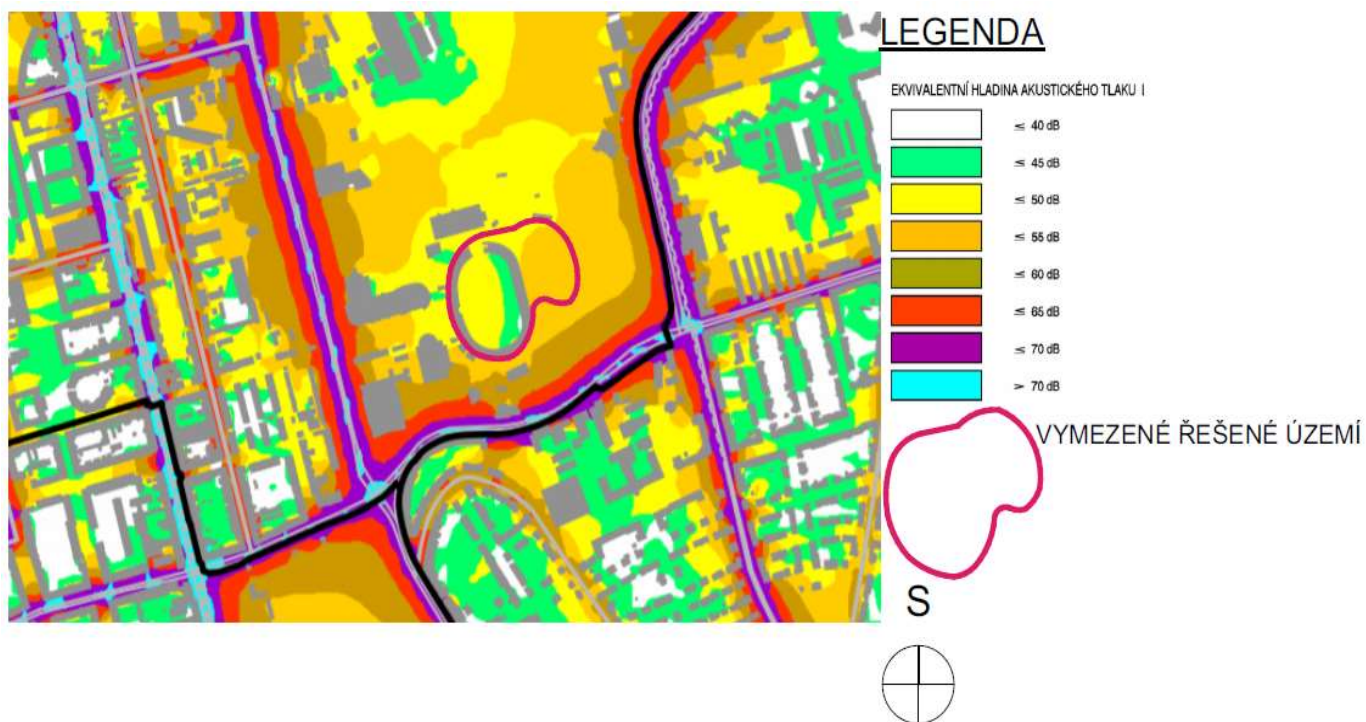 LEGENDA
EKVIVALENTNÍ HLADINA AKUSTICKÉHO TLAKU
≤ 40 dB
≤ 45 dB
≤ 50 dB
≤ 55 dB
≤ 60 dB
≤ 65 dB
≤ 70 dB
> 70 dB
VYMEZENÉ ŘEŠENÉ ÚZEMÍ
S